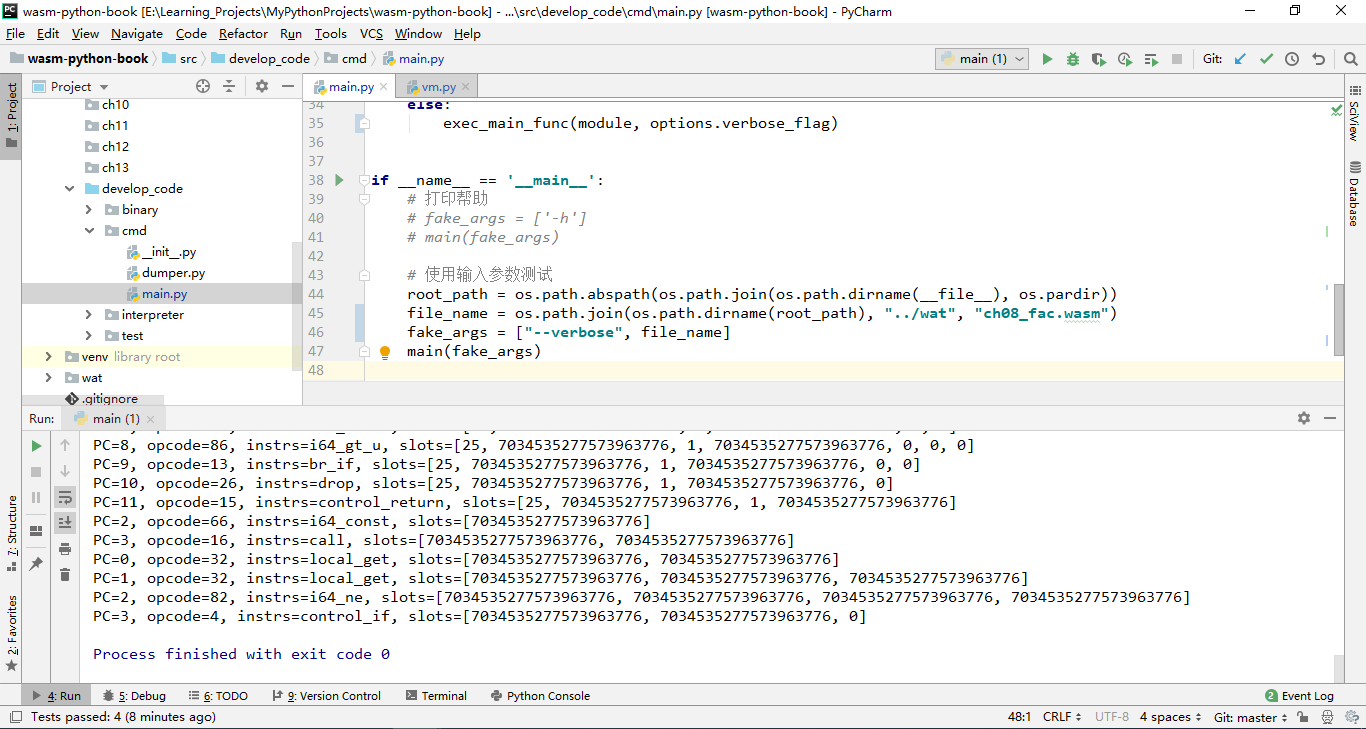 wasm-python-book [E:\Learning_Projects\MyPythonProjects\wasm-python-book] - ...\src\develop_code\cmd\main.py [wasm-python-book] - PyCharm
File Edit View Navigate Code Refactor Run Tools VCS Window Help
wasm-python-book src develop_code cmd main.py main (1) Git:
1: Project
7: Structure
2: Favorites
Project
ch10
ch11
ch12
ch13
develop_code
binary
cmd
__init__.py
dumper.py
main.py
interpreter
test
venv library root
wat
.gitignore
main.py vm.py
34 else:
35 exec_main_func(module, options.verbose_flag)
36
37
38 if __name__ == '__main__':
39 # 打印帮助
40 # fake_args = ['-h']
41 # main(fake_args)
42
43 # 使用输入参数测试
44 root_path = os.path.abspath(os.path.join(os.path.dirname(__file__), os.pardir))
45 file_name = os.path.join(os.path.dirname(root_path), "../wat", "ch08_fac.wasm")
46 fake_args = ["--verbose", file_name]
47 main(fake_args)
48
SciView
Database
Run: main (1)
PC=8, opcode=86, instrs=i64_gt_u, slots=[25, 7034535277573963776, 1, 7034535277573963776, 0, 0, 0]
PC=9, opcode=13, instrs=br_if, slots=[25, 7034535277573963776, 1, 7034535277573963776, 0, 0]
PC=10, opcode=26, instrs=drop, slots=[25, 7034535277573963776, 1, 7034535277573963776, 0]
PC=11, opcode=15, instrs=control_return, slots=[25, 7034535277573963776, 1, 7034535277573963776]
PC=2, opcode=66, instrs=i64_const, slots=[7034535277573963776]
PC=3, opcode=16, instrs=call, slots=[7034535277573963776, 7034535277573963776]
PC=0, opcode=32, instrs=local_get, slots=[7034535277573963776, 7034535277573963776]
PC=1, opcode=32, instrs=local_get, slots=[7034535277573963776, 7034535277573963776, 7034535277573963776]
PC=2, opcode=82, instrs=i64_ne, slots=[7034535277573963776, 7034535277573963776, 7034535277573963776, 7034535277573963776]
PC=3, opcode=4, instrs=control_if, slots=[7034535277573963776, 7034535277573963776, 0]
Process finished with exit code 0
4: Run 5: Debug 6: TODO 9: Version Control Terminal Python Console 2 Event Log
Tests passed: 4 (8 minutes ago) 48:1 CRLF UTF-8 4 spaces Git: master